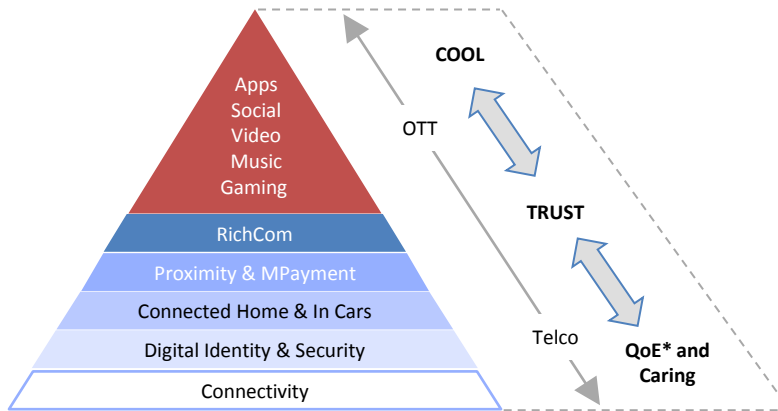 Apps
Social
Video
Music
Gaming
RichCom
Proximity & MPayment
Connected Home & In Cars
Digital Identity & Security
Connectivity
COOL
OTT
TRUST
Telco
QoE* and
Caring